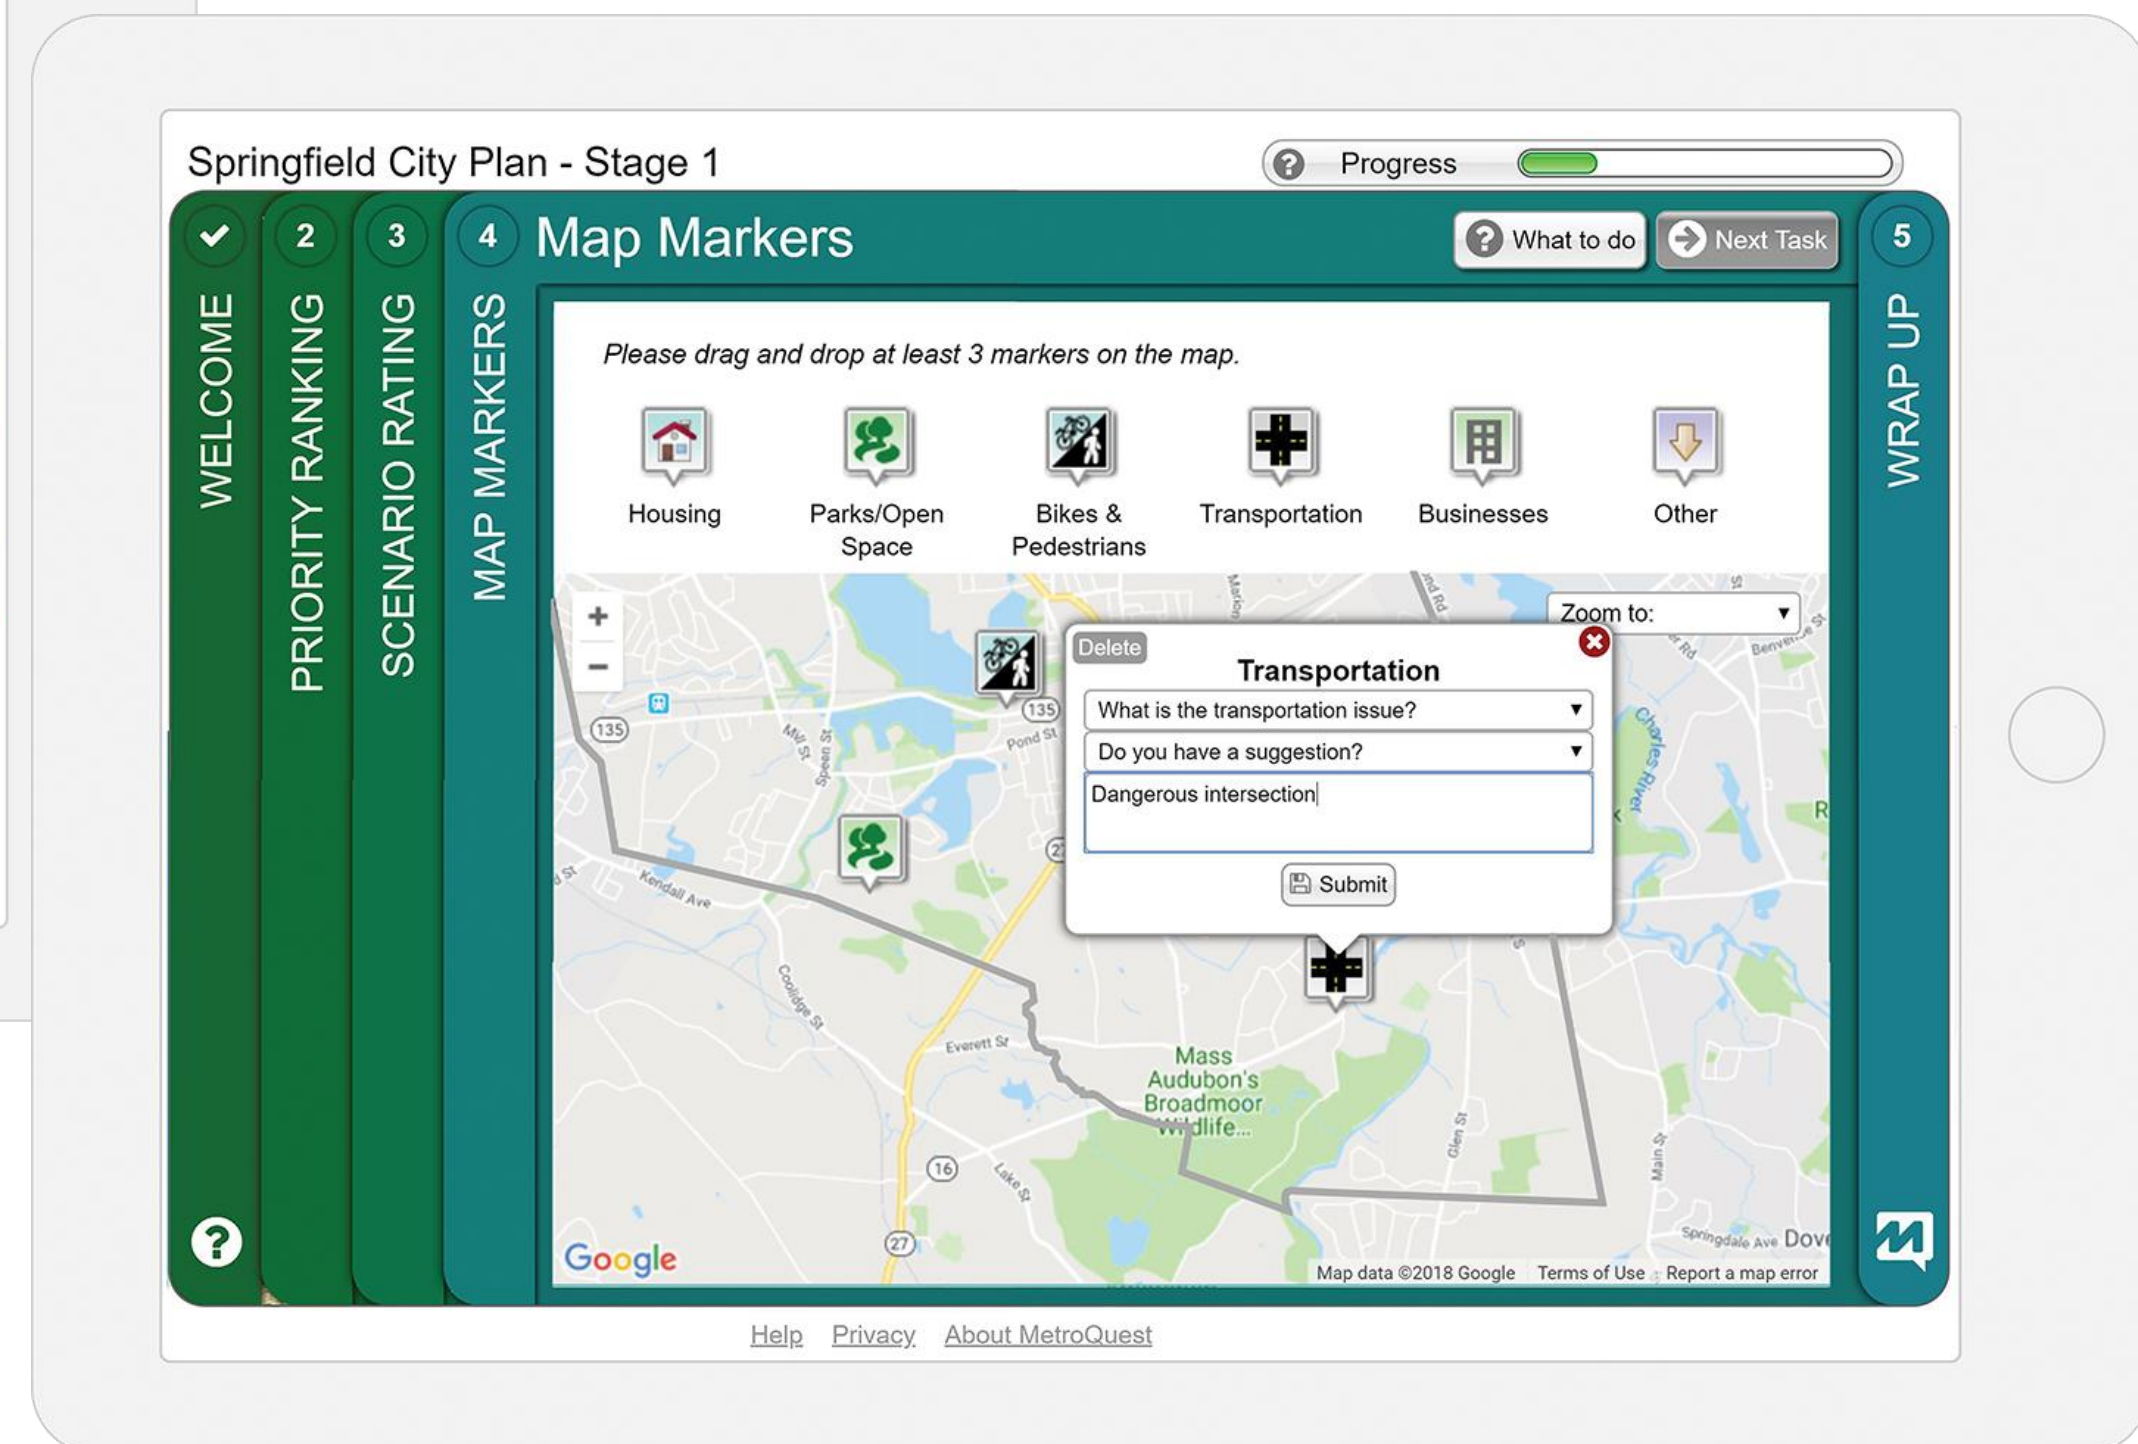 Springfield City Plan - Stage 1
? Progress
2
3
4
Map Markers
? What to do
Next Task
5
WELCOME
PRIORITY RANKING
SCENARIO RATING
MAP MARKERS
WRAP UP
Please drag and drop at least 3 markers on the map.
Housing
Parks/Open
Space
Bikes &
Pedestrians
Transportation
Businesses
Other
+
−
Zoom to:
Delete
Transportation
What is the transportation issue?
Do you have a suggestion?
Dangerous intersection
Submit
Marion
St
135
135
Pond St
Speen St
Charles River
Kendall Ave
Coolidge St
Everett St
Mass
Audubon's
Broadmoor
Wildlife...
Glen St
Main St
16
Lake St
27
Springdale Ave
Google
Map data ©2018 Google
Terms of Use
Report a map error
?
Help Privacy About MetroQuest